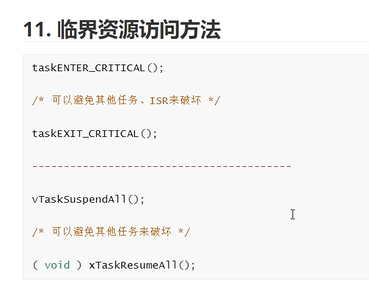 11. 临界资源访问方法
taskENTER_CRITICAL();
/* 可以避免其他任务、ISR来破坏 */
taskEXIT_CRITICAL();
-----------------------------------------
vTaskSuspendAll();
/* 可以避免其他任务来破坏 */
( void ) xTaskResumeAll();